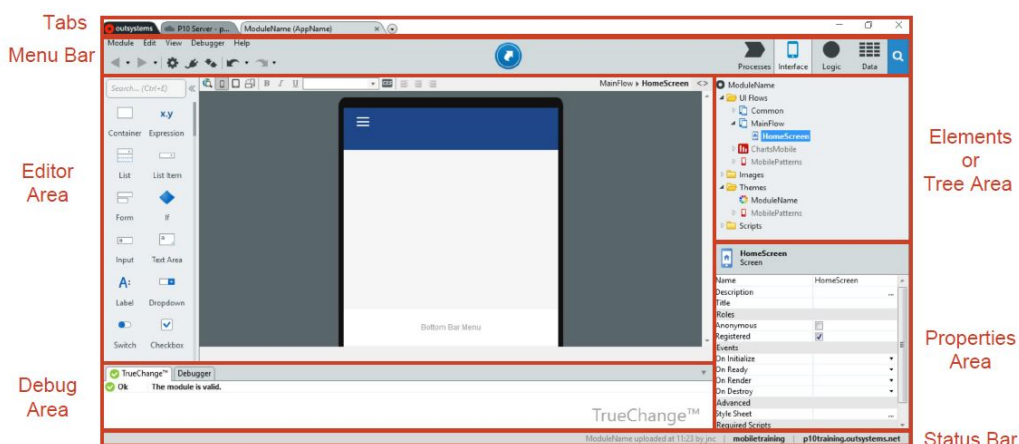 Tabs
outsystems
P10 Server - p...
ModuleName (AppName)
Menu Bar
Module Edit View Debugger Help
Processes Interface Logic Data
Editor
Area
Search... (Ctrl+E)
Container Expression
x.y
List List Item
Form If
Input Text Area
A:
Label Dropdown
Switch Checkbox
B I U
CSS
MainFlow HomeScreen <>
Bottom Bar Menu
Elements
or
Tree Area
ModuleName
UI Flows
Common
MainFlow
HomeScreen
ChartsMobile
MobilePatterns
Images
Themes
ModuleName
MobilePatterns
Scripts
Properties
Area
HomeScreen
Screen
Name HomeScreen
Description ...
Title
Roles
Anonymous
Registered
Events
On Initialize
On Ready
On Render
On Destroy
Advanced
Style Sheet ...
Required Scripts
Debug
Area
TrueChange™ Debugger
Ok The module is valid.
TrueChange™
ModuleName uploaded at 11:23 by jnc | mobiletraining | p10training.outsystems.net
Status Bar